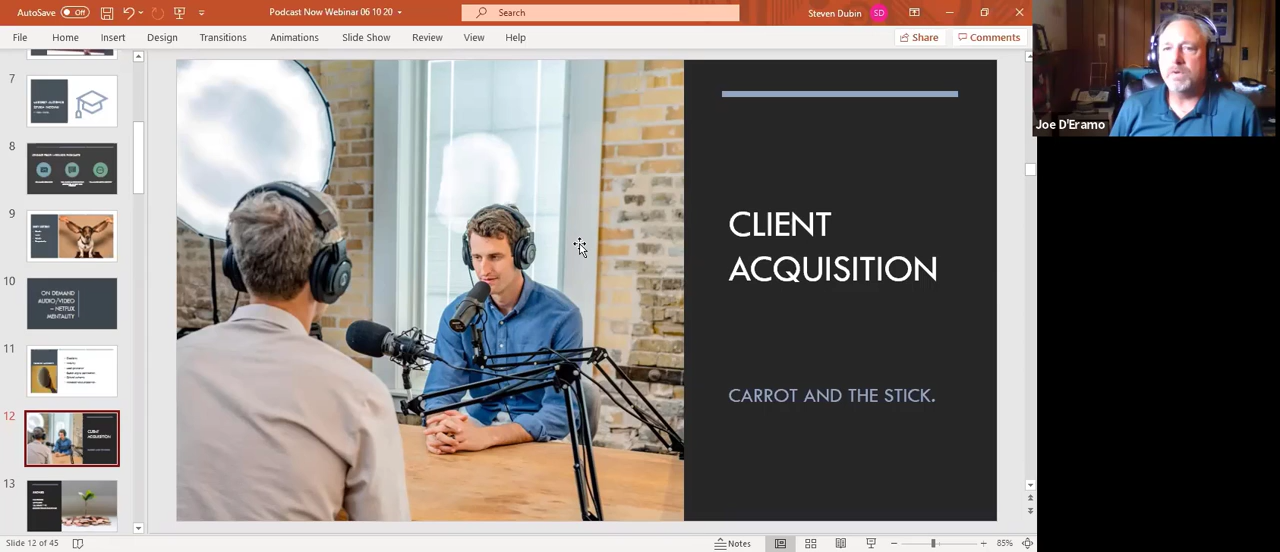 AutoSave
Off
Podcast Now Webinar 06 10 20
Search
Steven Dubin
SD
File Home Insert Design Transitions Animations Slide Show Review View Help
Share
Comments
Joe D'Eramo
7
8
9
10
ON DEMAND
AUDIO/VIDEO
– NETFLIX
MENTALITY
11
12
CLIENT
ACQUISITION
13
CLIENT
ACQUISITION
CARROT AND THE STICK.
Slide 12 of 45
Notes
85%